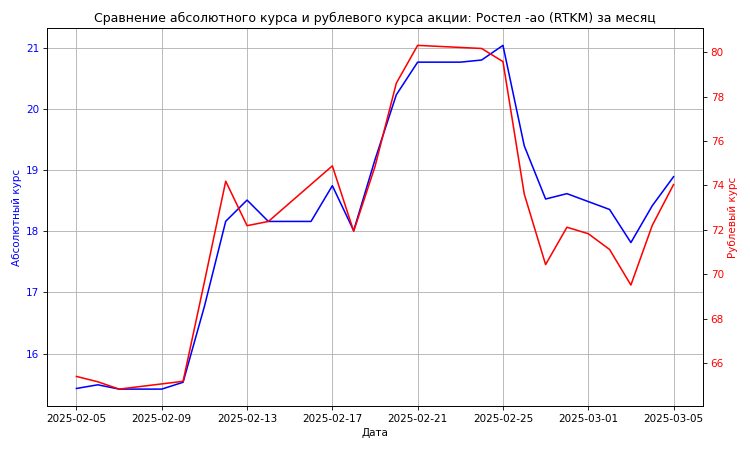 Сравнение абсолютного курса и рублевого курса акции: Ростел -ао (RTKM) за месяц
21
20
19
18
17
16
Абсолютный курс
80
78
76
74
72
70
68
66
Рублевый курс
2025-02-05 2025-02-09 2025-02-13 2025-02-17 2025-02-21 2025-02-25 2025-03-01 2025-03-05
Дата